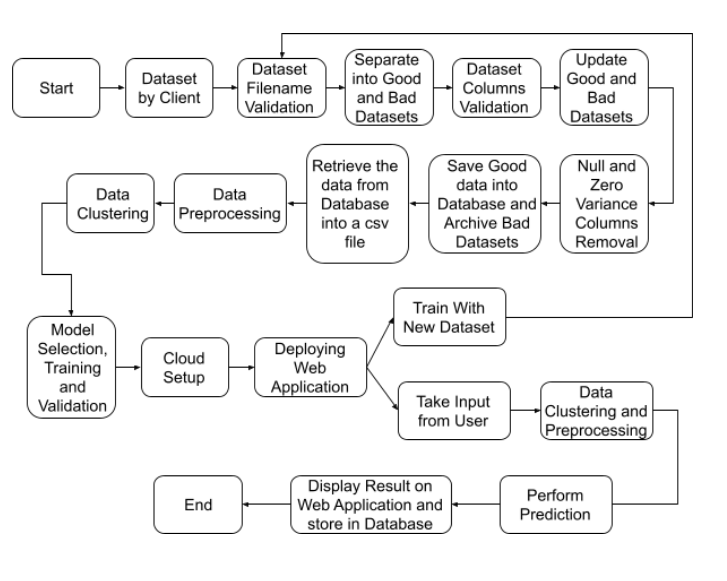 Start
Dataset
by Client
Dataset
Filename
Validation
Separate
into Good
and Bad
Datasets
Dataset
Columns
Validation
Update
Good and
Bad
Datasets
Null and
Zero
Variance
Columns
Removal
Save Good
data into
Database and
Archive Bad
Datasets
Retrieve the
data from
Database
into a csv
file
Data
Preprocessing
Data
Clustering
Model
Selection,
Training
and
Validation
Cloud
Setup
Deploying
Web
Application
Train With
New Dataset
Take Input
from User
Data
Clustering and
Preprocessing
Perform
Prediction
Display Result on
Web Application and
store in Database
End